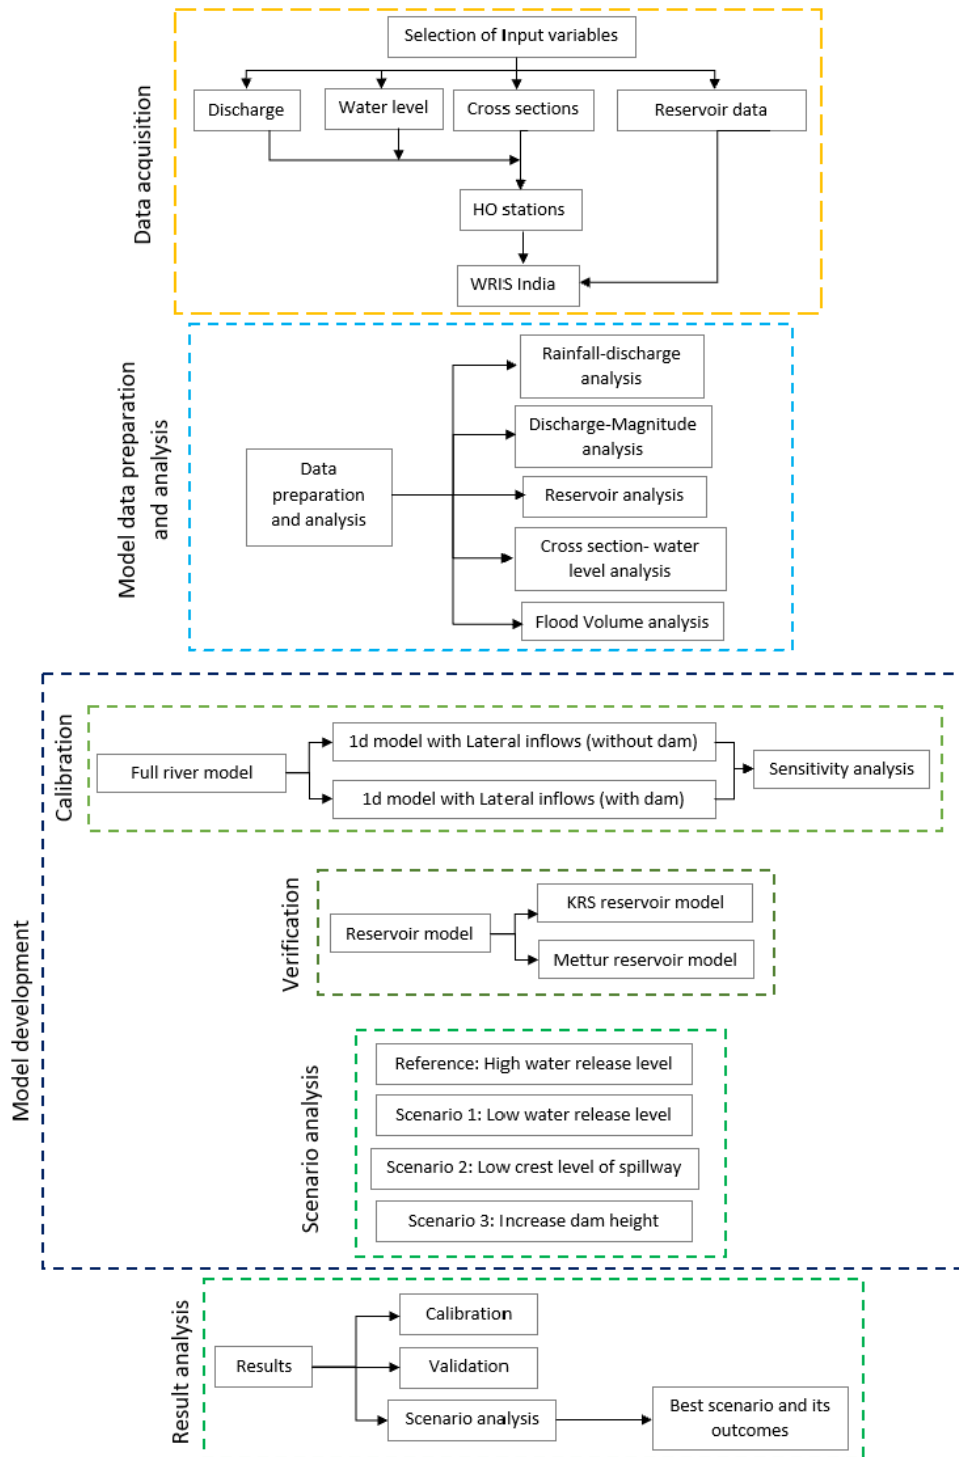 Data acquisition
Selection of Input variables
Discharge
Water level
Cross sections
Reservoir data
HO stations
WRIS India
Model data preparation
and analysis
Data
preparation
and analysis
Rainfall-discharge
analysis
Discharge-Magnitude
analysis
Reservoir analysis
Cross section- water
level analysis
Flood Volume analysis
Model development
Calibration
Full river model
1d model with Lateral inflows (without dam)
1d model with Lateral inflows (with dam)
Sensitivity analysis
Verification
Reservoir model
KRS reservoir model
Mettur reservoir model
Scenario analysis
Reference: High water release level
Scenario 1: Low water release level
Scenario 2: Low crest level of spillway
Scenario 3: Increase dam height
Result analysis
Results
Calibration
Validation
Scenario analysis
Best scenario and its
outcomes